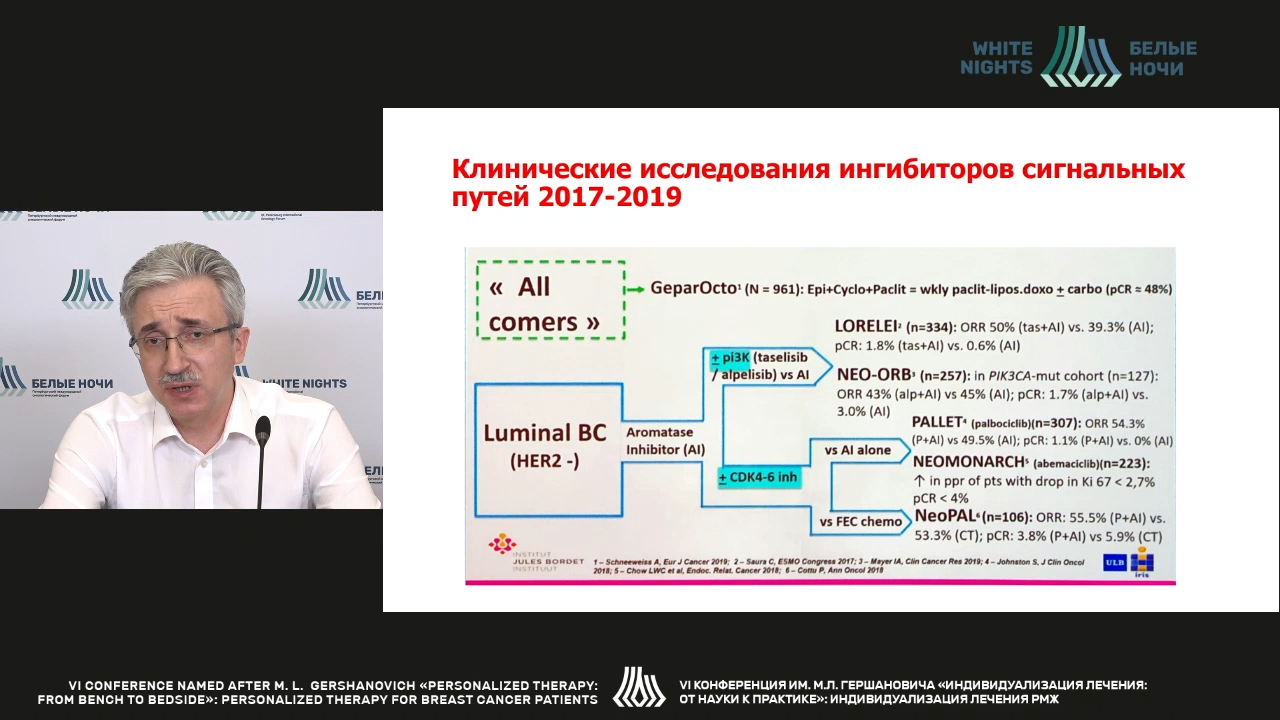 WHITE
NIGHTS
БЕЛЫЕ
НОЧИ
Клинические исследования ингибиторов сигнальных
путей 2017-2019
« All
comers »
GeparOcto¹ (N = 961): Epi+Cyclo+Paclit = wkly paclit-lipos.doxo ± carbo (pCR ≈ 48%)
LORELEI² (n=334): ORR 50% (tas+AI) vs. 39.3% (AI);
pCR: 1.8% (tas+AI) vs. 0.6% (AI)
± pi3K (taselisib
/ alpelisib) vs AI
NEO-ORB³ (n=257): in PIK3CA-mut cohort (n=127):
ORR 43% (alp+AI) vs 45% (AI); pCR: 1.7% (alp+AI) vs.
3.0% (AI)
Luminal BC
(HER2 -)
Aromatase
Inhibitor (AI)
PALLET⁴ (palbociclib)(n=307): ORR 54.3%
(P+AI) vs 49.5% (AI); pCR: 1.1% (P+AI) vs. 0% (AI)
vs AI alone
± CDK4-6 inh
NEOMONARCH⁵ (abemaciclib)(n=223):
↑ in ppr of pts with drop in Ki 67 < 2,7%
pCR < 4%
vs FEC chemo
NeoPAL⁶ (n=106): ORR: 55.5% (P+AI) vs.
53.3% (CT); pCR: 3.8% (P+AI) vs 5.9% (CT)
INSTITUT
JULES BORDET
INSTITUUT
1 – Schneeweiss A, Eur J Cancer 2019; 2 – Saura C, ESMO Congress 2017; 3 – Mayer IA, Clin Cancer Res 2019; 4 – Johnston S, J Clin Oncol
2018; 5 – Chow LWC et al, Endoc. Relat. Cancer 2018; 6 – Cottu P, Ann Oncol 2018
ULB
iris
БЕЛЫЕ НОЧИ
WHITE NIGHTS
БЕЛ
VI CONFERENCE NAMED AFTER M. L. GERSHANOVICH «PERSONALIZED THERAPY:
FROM BENCH TO BEDSIDE»: PERSONALIZED THERAPY FOR BREAST CANCER PATIENTS
VI КОНФЕРЕНЦИЯ ИМ. М.Л. ГЕРШАНОВИЧА «ИНДИВИДУАЛИЗАЦИЯ ЛЕЧЕНИЯ:
ОТ НАУКИ К ПРАКТИКЕ»: ИНДИВИДУАЛИЗАЦИЯ ЛЕЧЕНИЯ РМЖ